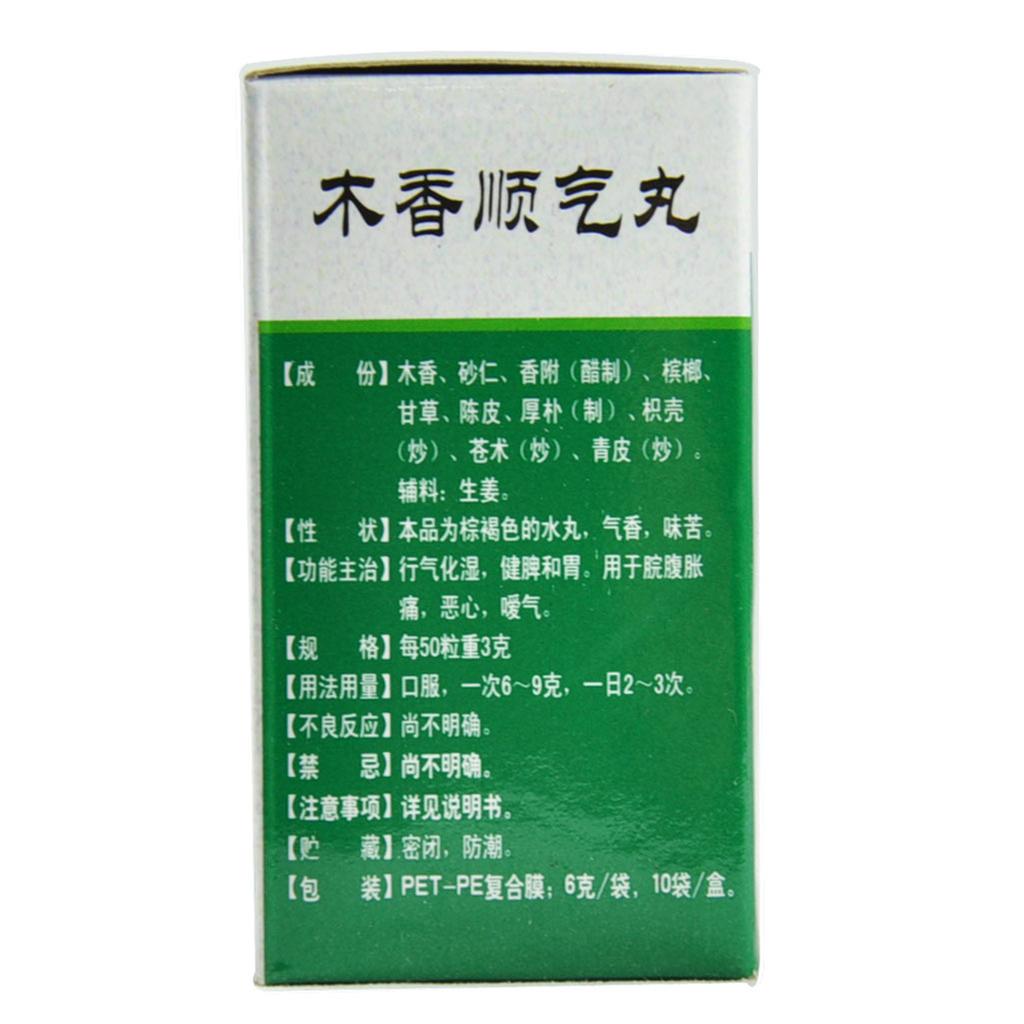 木香顺气丸
【成 份】木香、砂仁、香附（醋制）、槟榔、
甘草、陈皮、厚朴（制）、枳壳
（炒）、苍术（炒）、青皮（炒）。
辅料：生姜。
【性 状】本品为棕褐色的水丸，气香，味苦。
【功能主治】行气化湿，健脾和胃。用于脘腹胀
痛，恶心，嗳气。
【规 格】每50粒重3克
【用法用量】口服，一次6～9克，一日2～3次。
【不良反应】尚不明确。
【禁 忌】尚不明确。
【注意事项】详见说明书。
【贮 藏】密闭，防潮。
【包 装】PET-PE复合膜；6克/袋，10袋/盒。